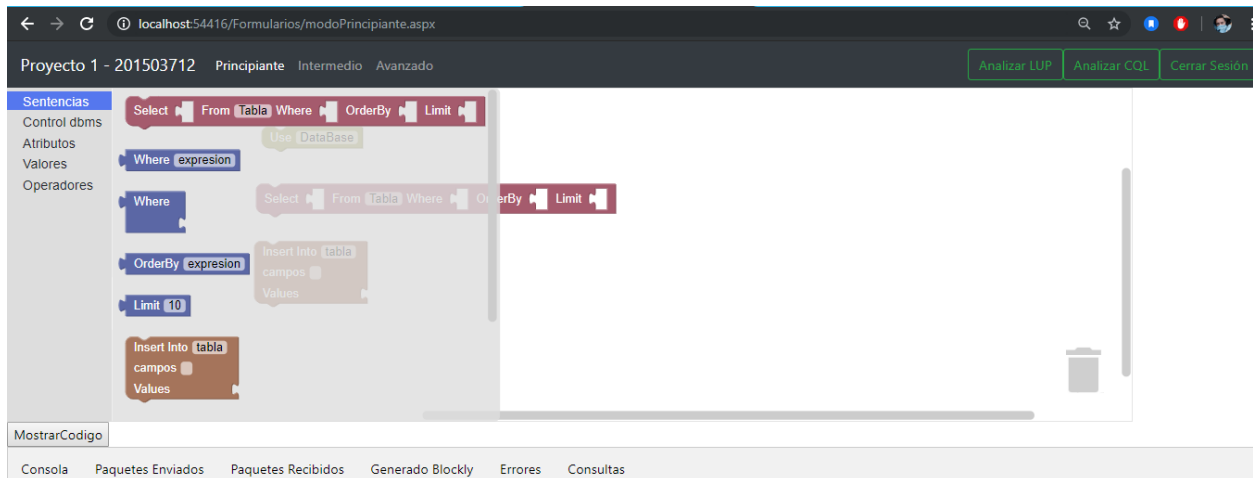 localhost:54416/Formularios/modoPrincipiante.aspx
Proyecto 1 - 201503712 Principiante Intermedio Avanzado Analizar LUP Analizar CQL Cerrar Sesión
Sentencias
Control dbms
Atributos
Valores
Operadores
Select From Tabla Where OrderBy Limit
Where expresion
Where
OrderBy expresion
Limit 10
Insert Into tabla
campos
Values
Use DataBase
Select From Tabla Where OrderBy Limit
Insert Into tabla
campos
Values
MostrarCodigo
Consola Paquetes Enviados Paquetes Recibidos Generado Blockly Errores Consultas